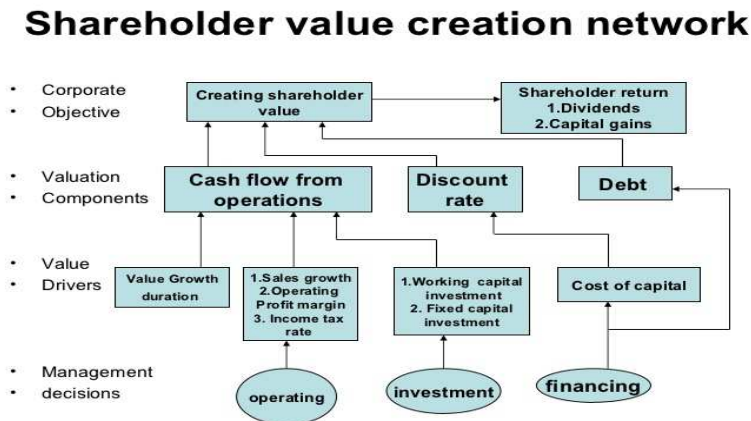 Shareholder value creation network
• Corporate
• Objective
Creating shareholder
value
Shareholder return
1.Dividends
2.Capital gains
• Valuation
• Components
Cash flow from
operations
Discount
rate
Debt
• Value
• Drivers
Value Growth
duration
1.Sales growth
2.Operating
Profit margin
3. Income tax
rate
1.Working capital
investment
2. Fixed capital
investment
Cost of capital
• Management
• decisions
operating
investment
financing